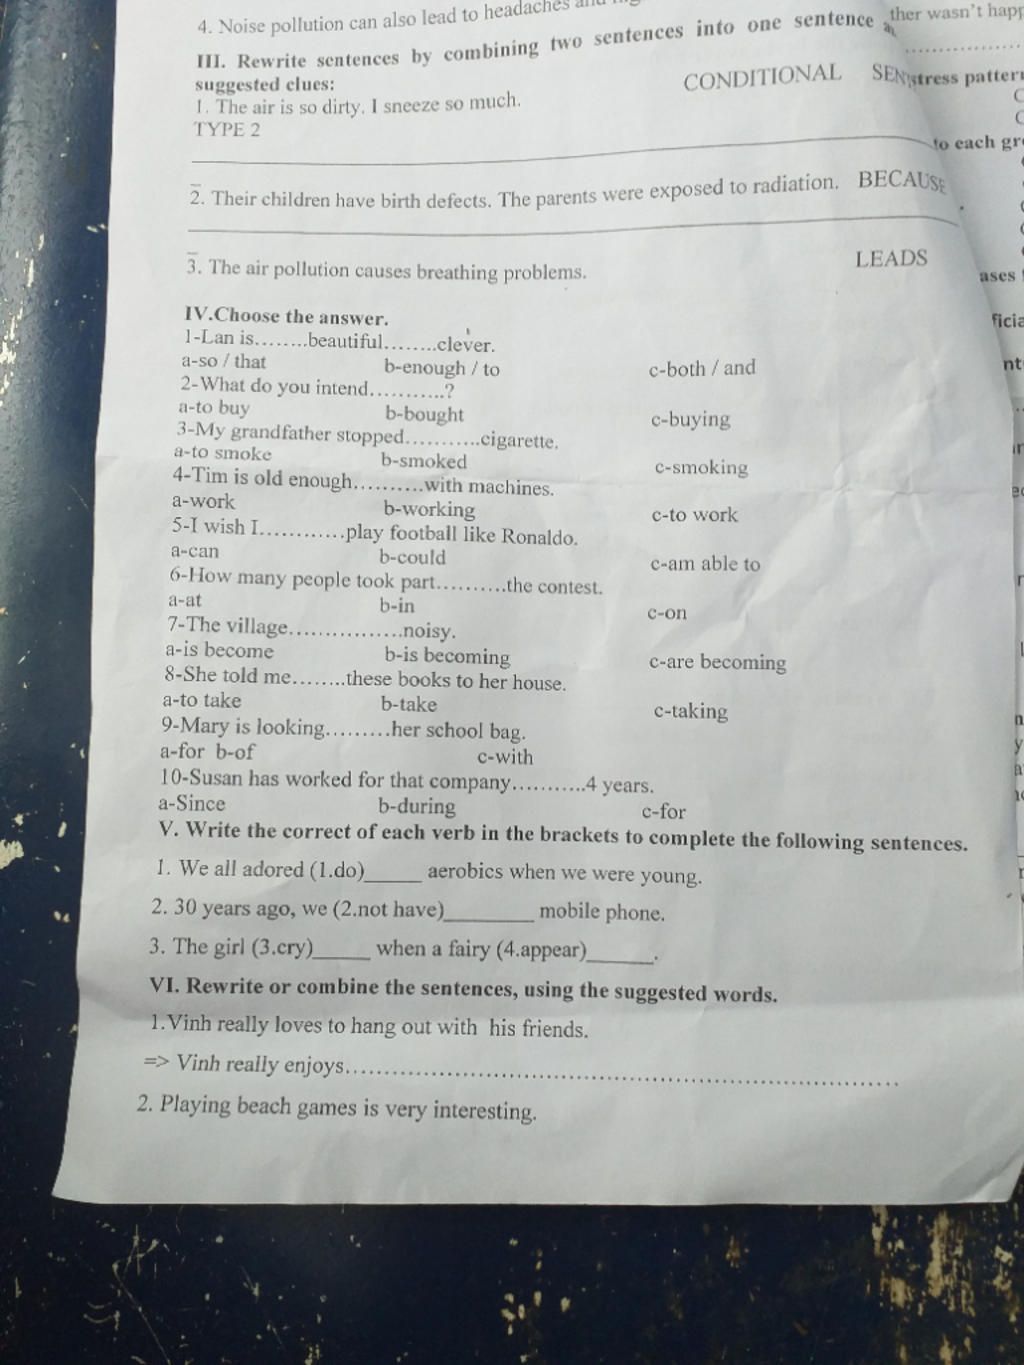 4. Noise pollution can also lead to headaches
III. Rewrite sentences by combining two sentences into one sentence
suggested clues:
1. The air is so dirty. I sneeze so much. CONDITIONAL
TYPE 2
2. Their children have birth defects. The parents were exposed to radiation. BECAUSE
3. The air pollution causes breathing problems. LEADS
IV.Choose the answer.
1-Lan is........beautiful........clever.
a-so / that b-enough / to c-both / and
2-What do you intend...........?
a-to buy b-bought c-buying
3-My grandfather stopped...........cigarette.
a-to smoke b-smoked c-smoking
4-Tim is old enough..........with machines.
a-work b-working c-to work
5-I wish I............play football like Ronaldo.
a-can b-could c-am able to
6-How many people took part..........the contest.
a-at b-in c-on
7-The village................noisy.
a-is become b-is becoming c-are becoming
8-She told me........these books to her house.
a-to take b-take c-taking
9-Mary is looking.........her school bag.
a-for b-of c-with
10-Susan has worked for that company...........4 years.
a-Since b-during c-for
V. Write the correct of each verb in the brackets to complete the following sentences.
1. We all adored (1.do)_____ aerobics when we were young.
2. 30 years ago, we (2.not have)________ mobile phone.
3. The girl (3.cry)_____ when a fairy (4.appear)______.
VI. Rewrite or combine the sentences, using the suggested words.
1.Vinh really loves to hang out with his friends.
=> Vinh really enjoys................................................................................
2. Playing beach games is very interesting.
ther wasn't
stress
to each